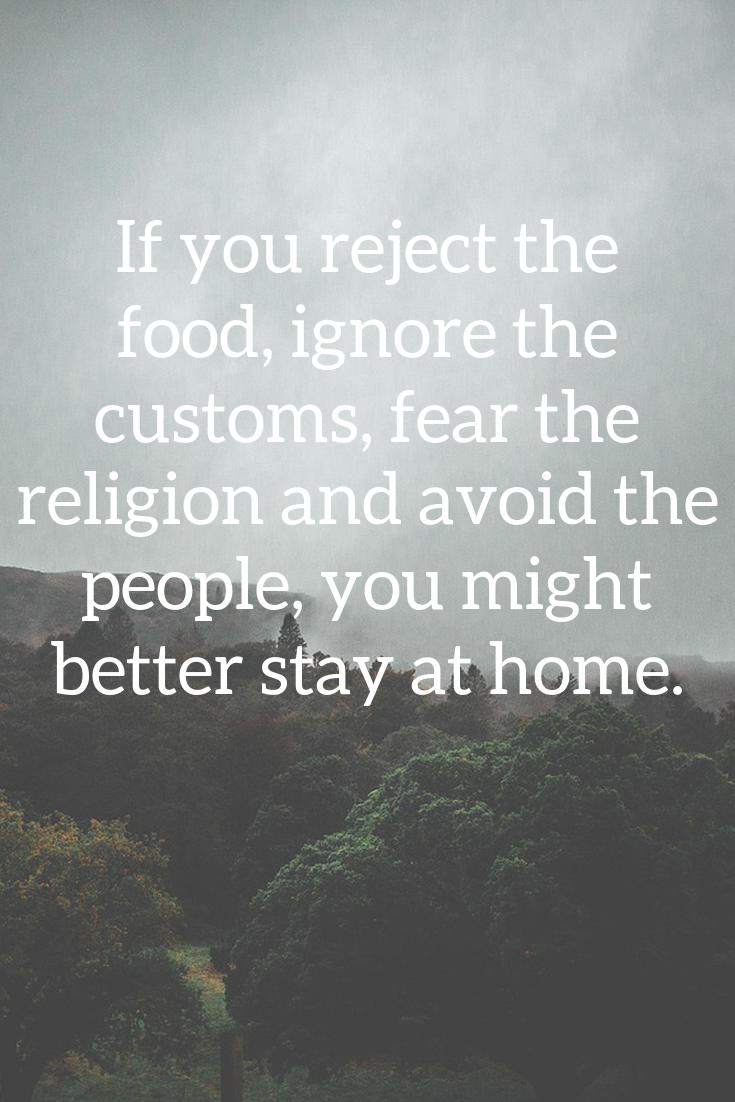 If you reject the
food, ignore the
customs, fear the
religion and avoid the
people, you might
better stay at home.